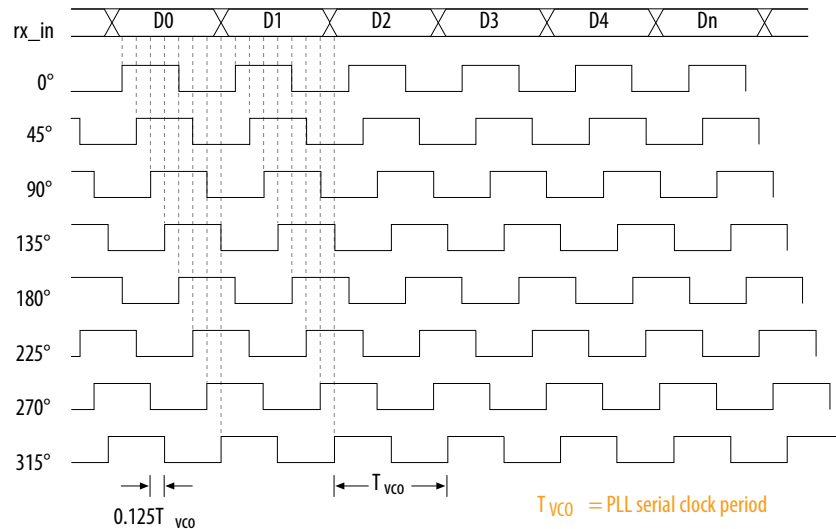 rx_in D0 D1 D2 D3 D4 Dn
0°
45°
90°
135°
180°
225°
270°
315°
T VCO
0.125T VCO
T VCO = PLL serial clock period